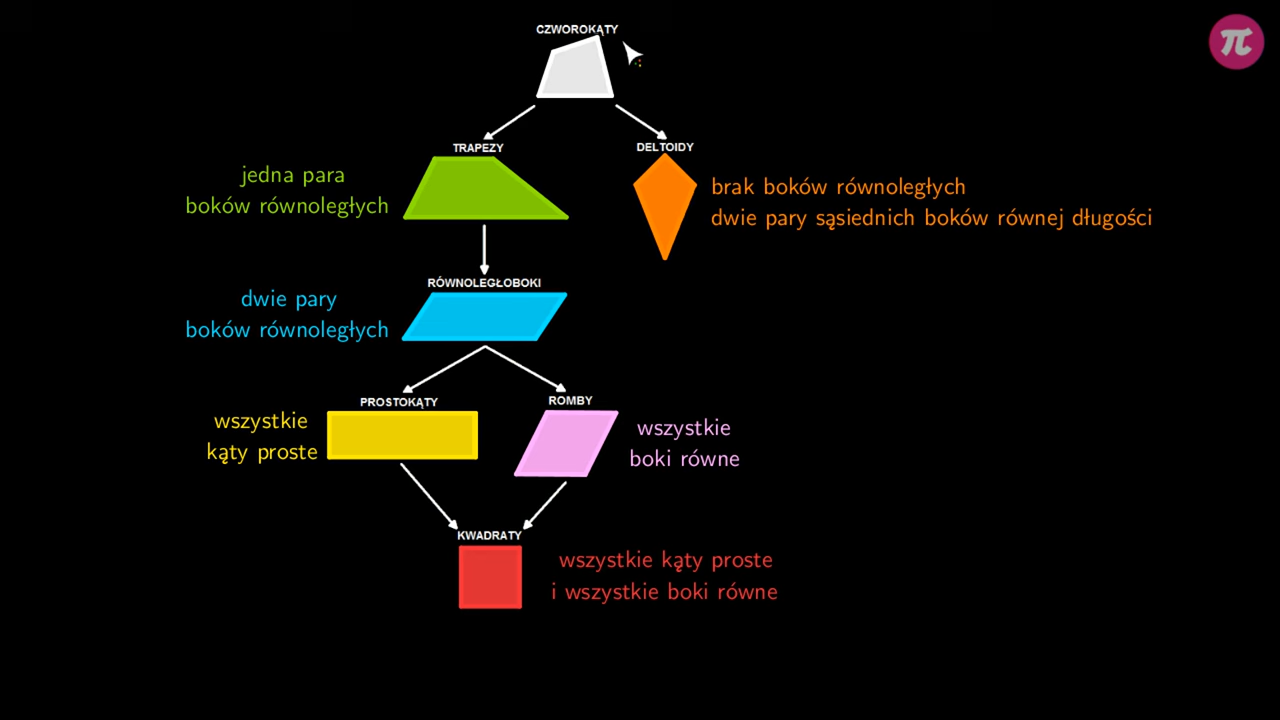 CZWOROKĄTY
TRAPEZY
DELTOIDY
jedna para
boków równoległych
brak boków równoległych
dwie pary sąsiednich boków równej długości
RÓWNOLEGŁOBOKI
dwie pary
boków równoległych
PROSTOKĄTY
ROMBY
wszystkie
kąty proste
wszystkie
boki równe
KWADRATY
wszystkie kąty proste
i wszystkie boki równe
π